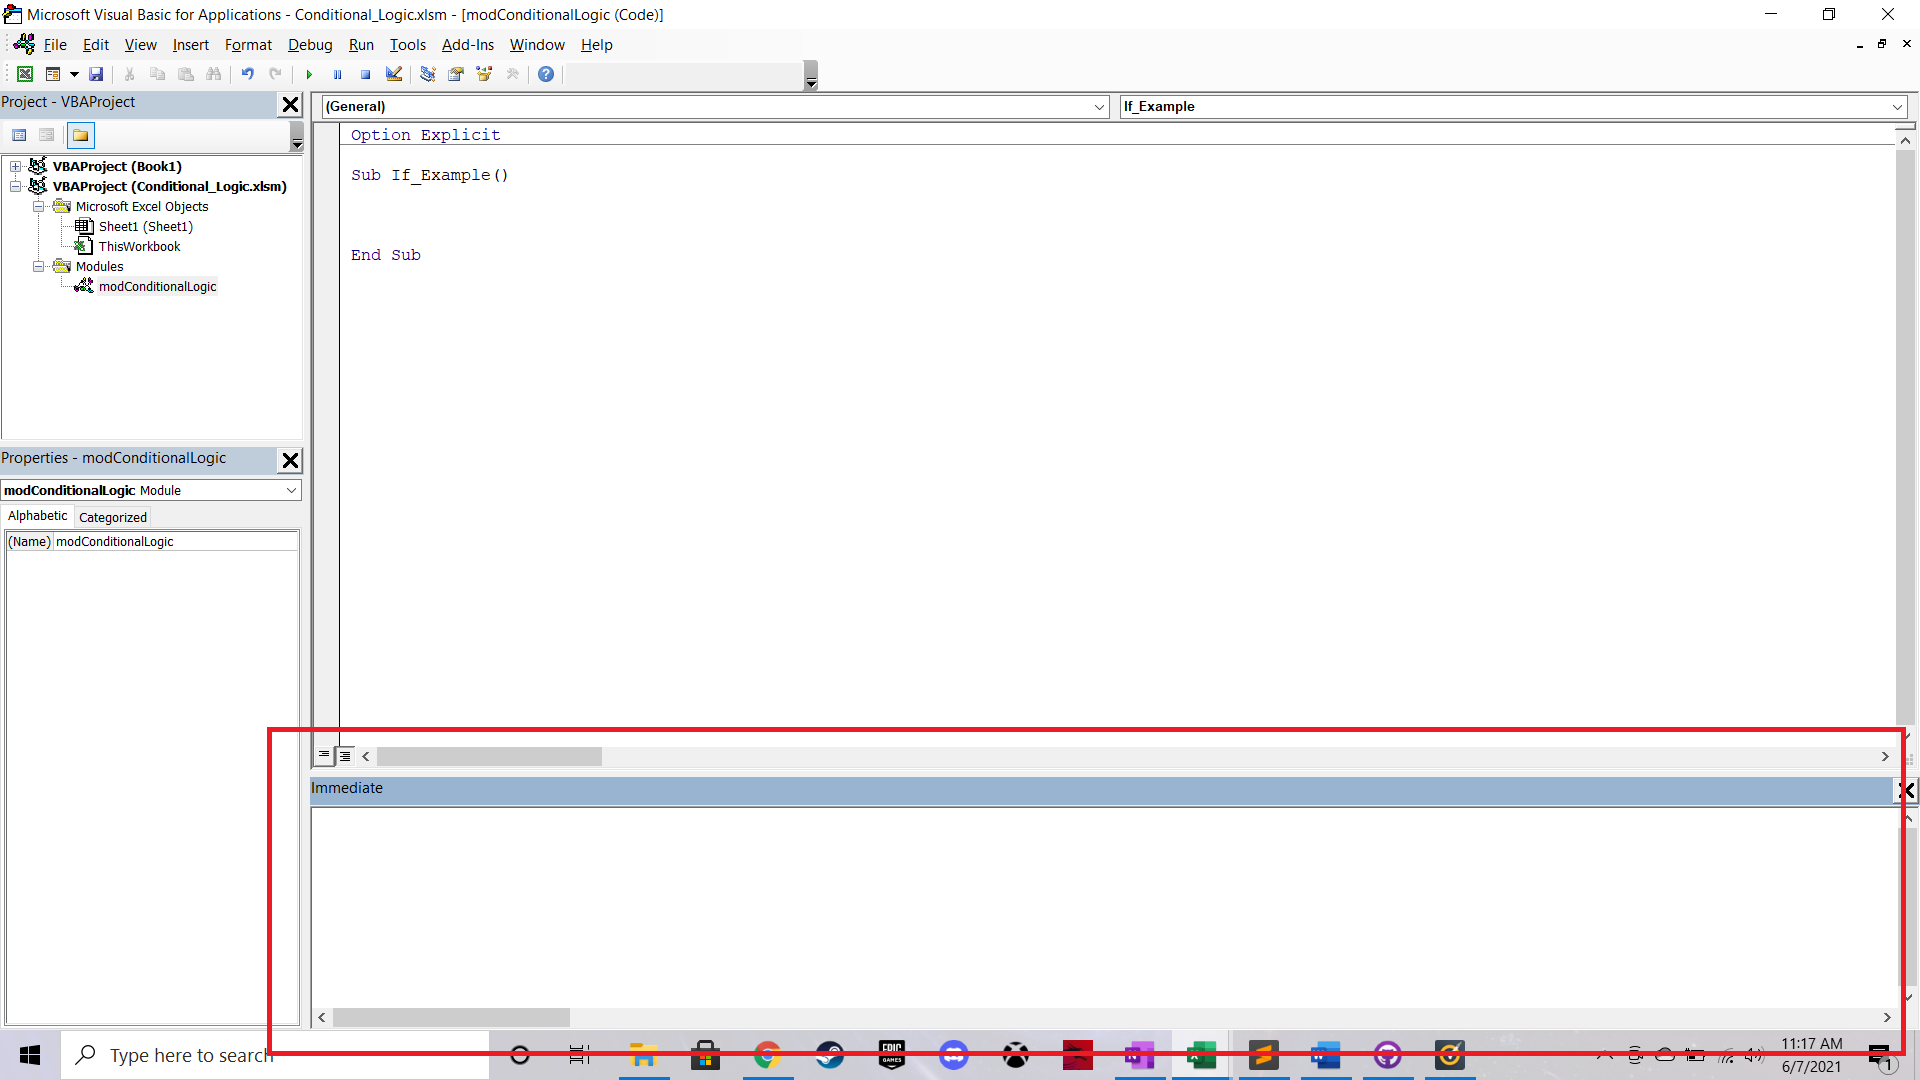 Microsoft Visual Basic for Applications - Conditional_Logic.xlsm - [modConditionalLogic (Code)]
File Edit View Insert Format Debug Run Tools Add-Ins Window Help
Project - VBAProject
(General)
If_Example
VBAProject (Book1)
VBAProject (Conditional_Logic.xlsm)
Microsoft Excel Objects
Sheet1 (Sheet1)
ThisWorkbook
Modules
modConditionalLogic
Option Explicit
Sub If_Example()
End Sub
Properties - modConditionalLogic
modConditionalLogic Module
Alphabetic Categorized
(Name) modConditionalLogic
Immediate
Type here to search
EPIC
GAMES
11:17 AM
6/7/2021
1